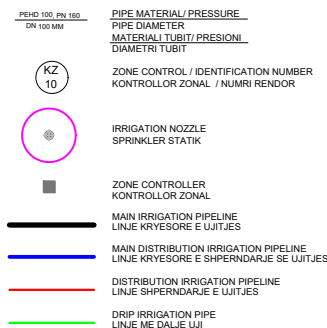 PEHD 100, PN 160
DN 100 MM
PIPE MATERIAL/ PRESSURE
PIPE DIAMETER
MATERIALI TUBIT/ PRESIONI
DIAMETRI TUBIT
KZ
10
ZONE CONTROL / IDENTIFICATION NUMBER
KONTROLLOR ZONAL / NUMRI RENDOR
IRRIGATION NOZZLE
SPRINKLER STATIK
ZONE CONTROLLER
KONTROLLOR ZONAL
MAIN IRRIGATION PIPELINE
LINJE KRYESORE E UJITJES
MAIN DISTRIBUTION IRRIGATION PIPELINE
LINJE KRYESORE E SHPERNDARJE SE UJITJES
DISTRIBUTION IRRIGATION PIPELINE
LINJE SHPERNDARJE E UJITJES
DRIP IRRIGATION PIPE
LINJE ME DALJE UJI